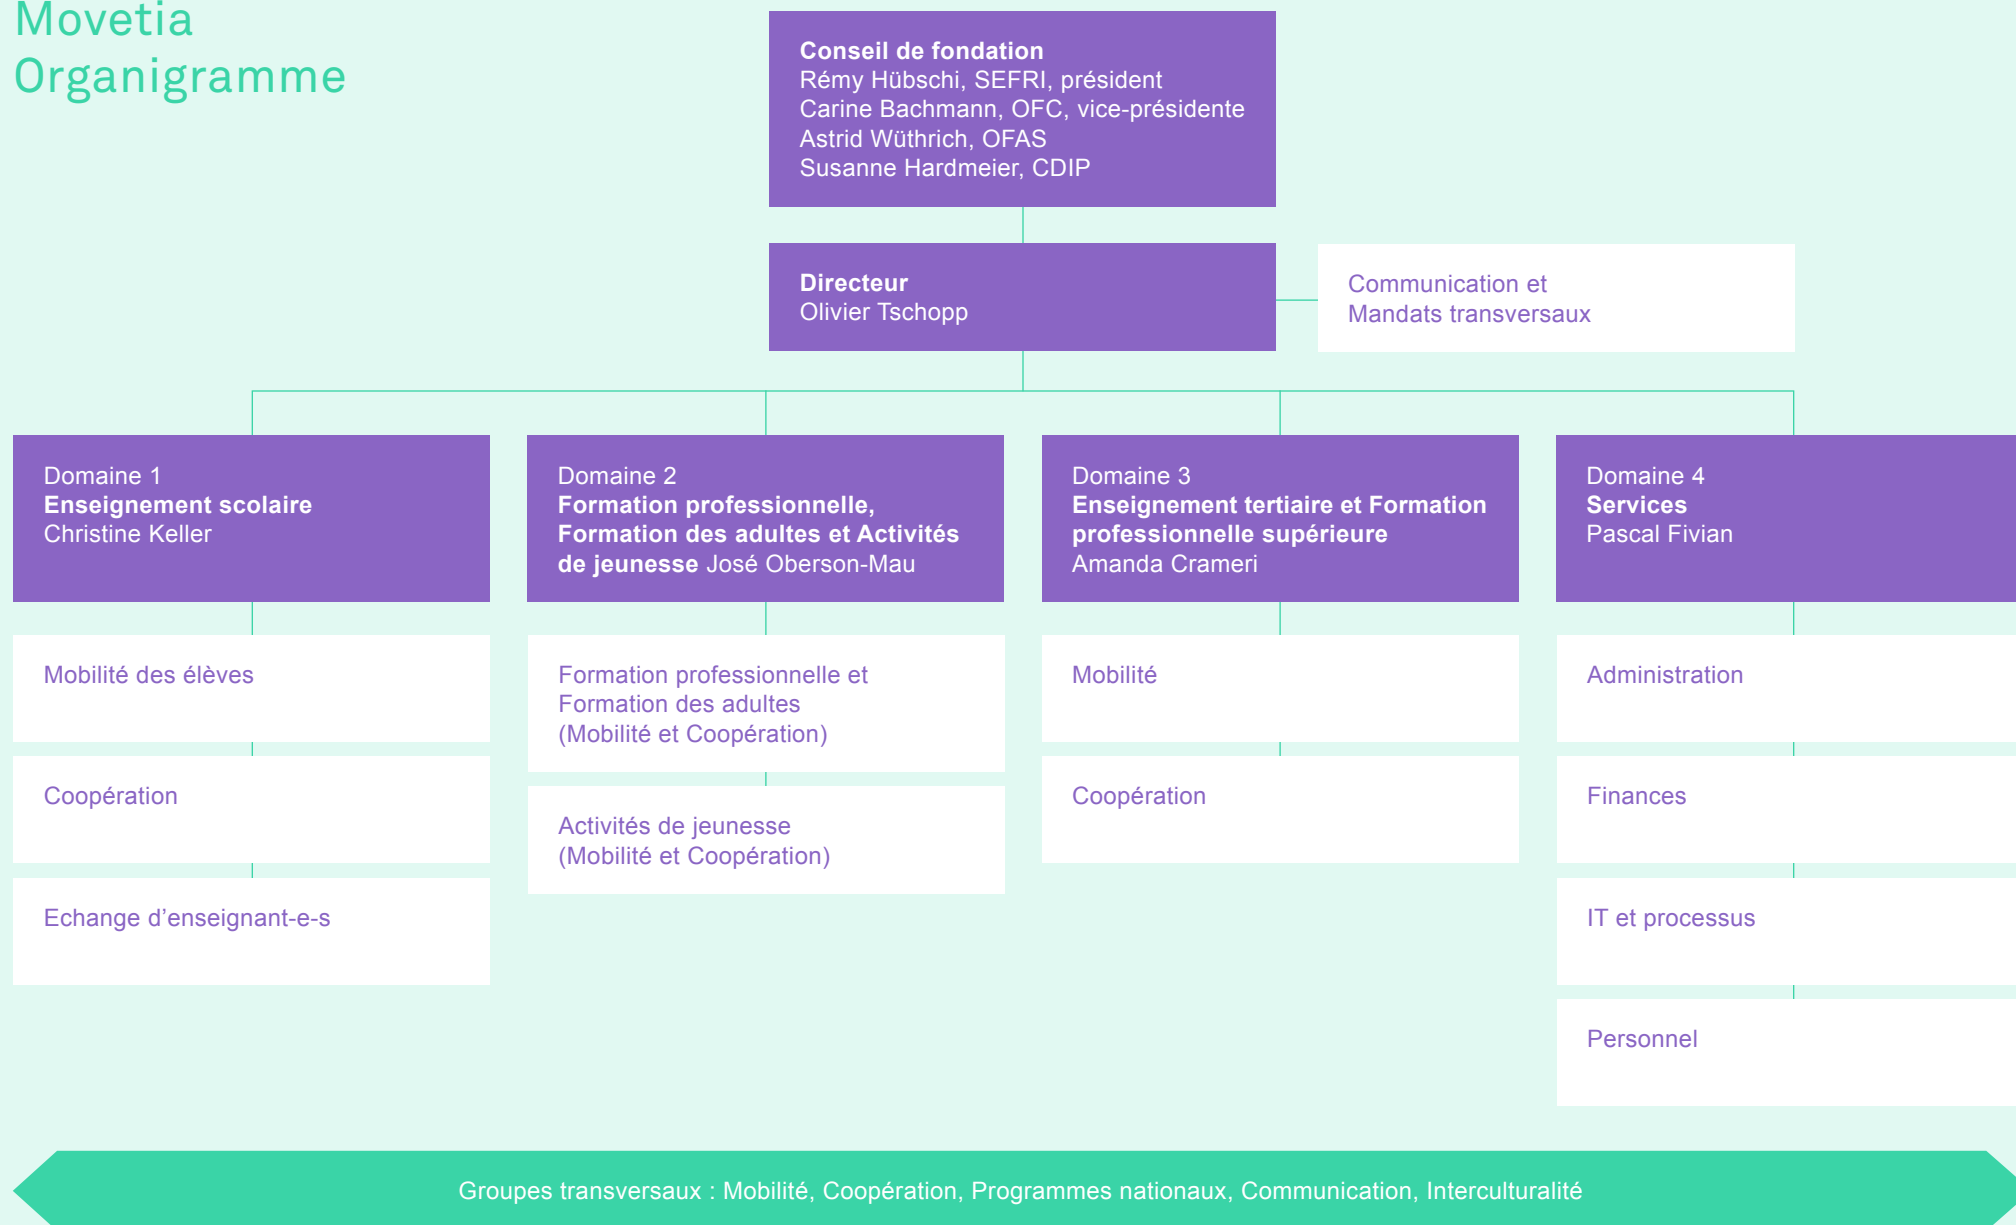 Movetia
Organigramme
Conseil de fondation
Rémy Hübschi, SEFRI, président
Carine Bachmann, OFC, vice-présidente
Astrid Wüthrich, OFAS
Susanne Hardmeier, CDIP
Directeur
Olivier Tschopp
Communication et
Mandats transversaux
Domaine 1
Enseignement scolaire
Christine Keller
Domaine 2
Formation professionnelle,
Formation des adultes et Activités
de jeunesse José Oberson-Mau
Domaine 3
Enseignement tertiaire et Formation
professionnelle supérieure
Amanda Crameri
Domaine 4
Services
Pascal Fivian
Mobilité des élèves
Coopération
Echange d’enseignant-e-s
Formation professionnelle et
Formation des adultes
(Mobilité et Coopération)
Activités de jeunesse
(Mobilité et Coopération)
Mobilité
Coopération
Administration
Finances
IT et processus
Personnel
Groupes transversaux : Mobilité, Coopération, Programmes nationaux, Communication, Interculturalité